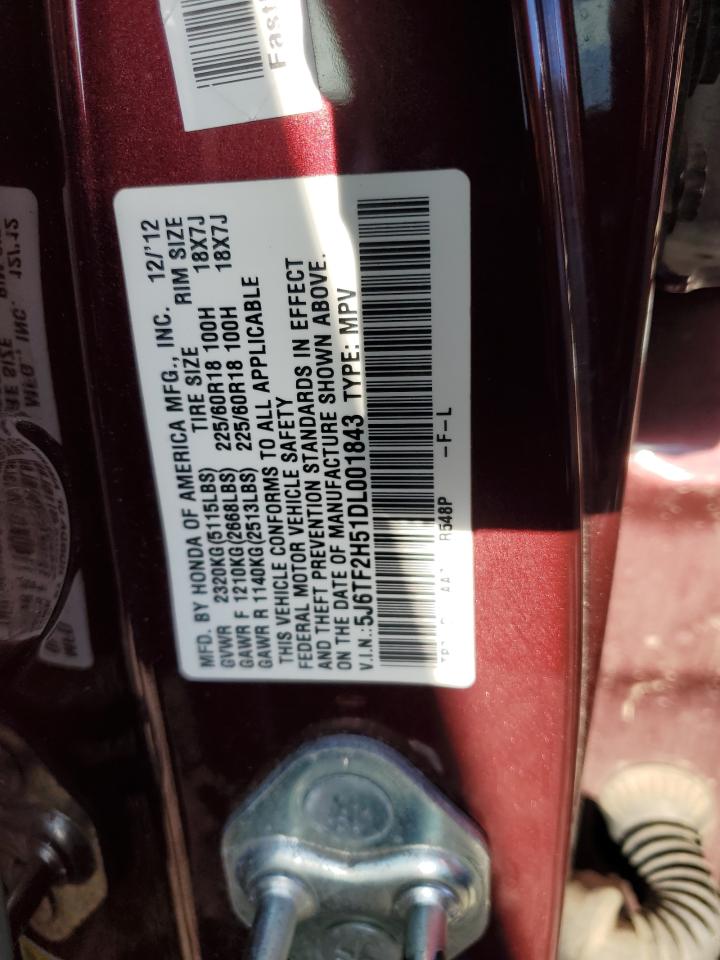 Fast
MFD. BY HONDA OF AMERICA MFG., INC. 12/'12
GVWR 2320KG(5115LBS) TIRE SIZE RIM SIZE
GAWR F 1210KG(2668LBS) 225/60R18 100H 18X7J
GAWR R 1140KG(2513LBS) 225/60R18 100H 18X7J
THIS VEHICLE CONFORMS TO ALL APPLICABLE
FEDERAL MOTOR VEHICLE SAFETY
AND THEFT PREVENTION STANDARDS IN EFFECT
ON THE DATE OF MANUFACTURE SHOWN ABOVE.
V.I.N.:5J6TF2H51DL001843 TYPE: MPV
R548P -F-L